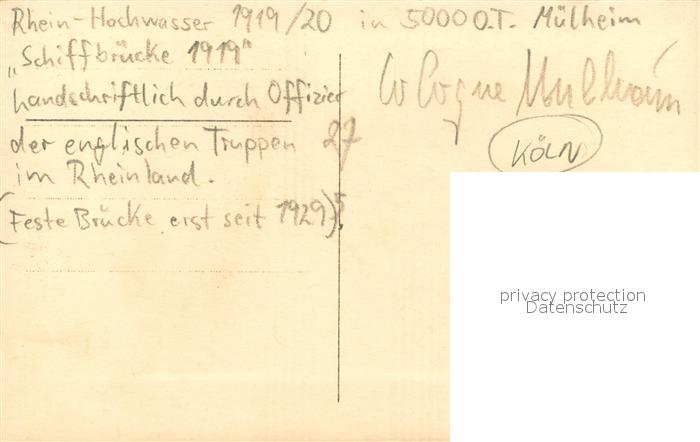 Rhein-Hochwasser 1919/20 in 5000 O.T. Mülheim
„Schiffbrücke 1919"
handschriftlich durch Offizier
der englischen Truppen 27
im Rheinland.
(Feste Brücke erst seit 1929)
Cologne Mulheim
KÖLN
privacy protection
Datenschutz